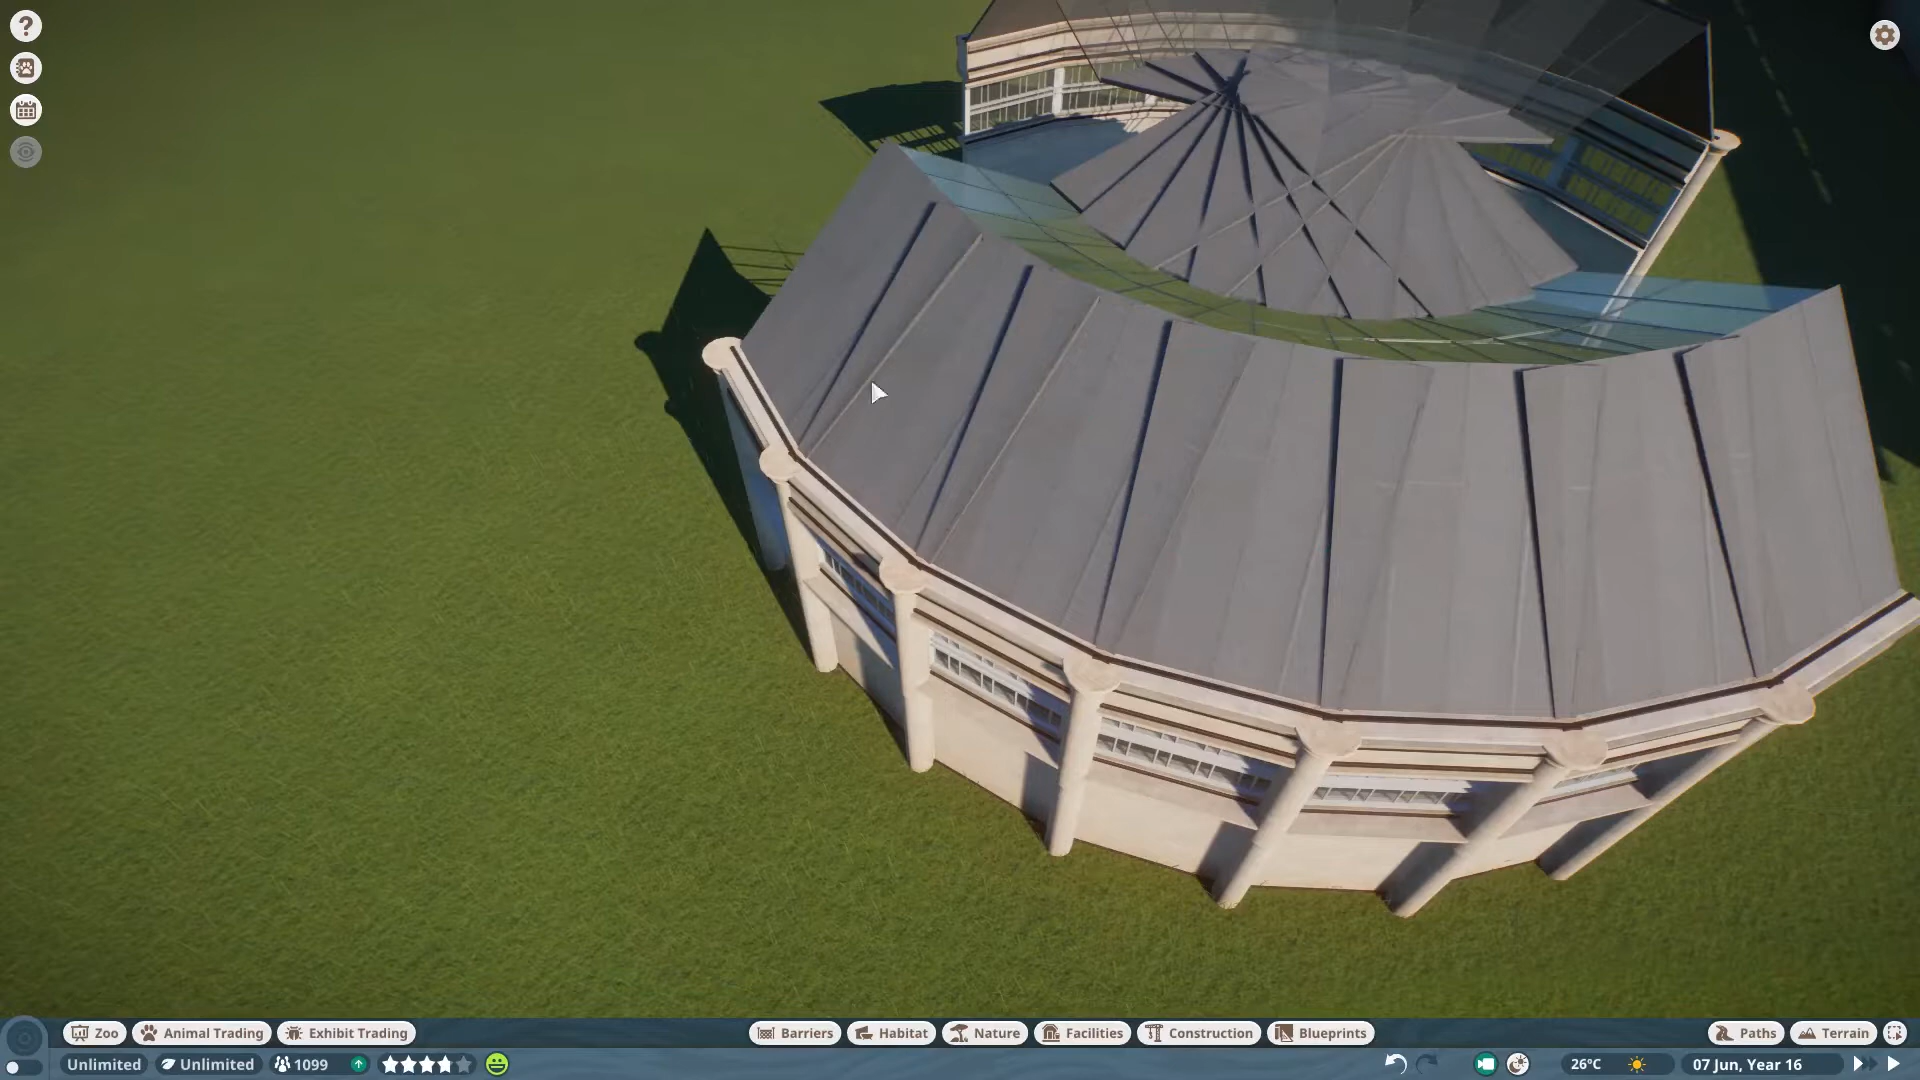 ?
Zoo
Animal Trading
Exhibit Trading
Barriers
Habitat
Nature
Facilities
Construction
Blueprints
Paths
Terrain
Unlimited
Unlimited
1099
26°C
07 Jun, Year 16